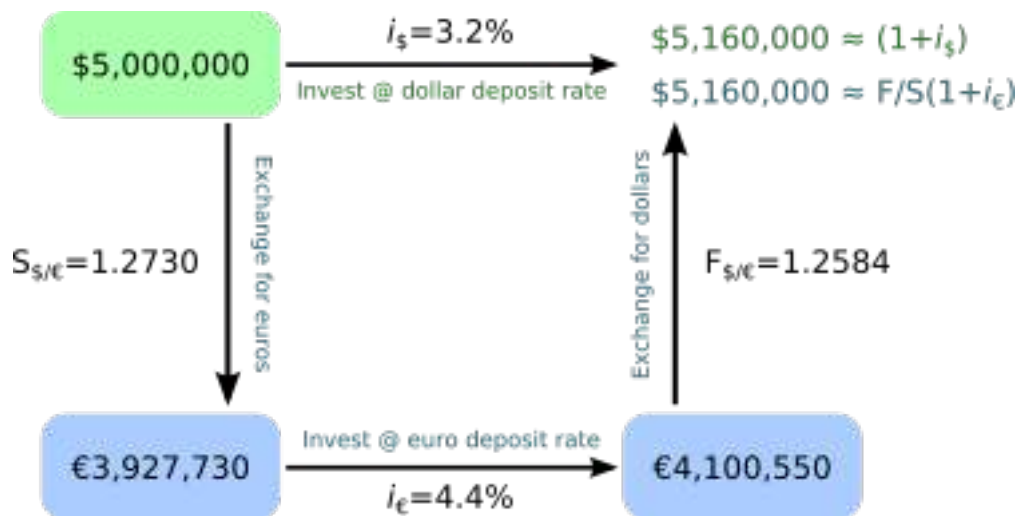 $5,000,000
i$=3.2%
Invest @ dollar deposit rate
$5,160,000 ≈ (1+i$)
$5,160,000 ≈ F/S(1+i€)
S$/€=1.2730
Exchange for euros
Exchange for dollars
F$/€=1.2584
€3,927,730
Invest @ euro deposit rate
i€=4.4%
€4,100,550